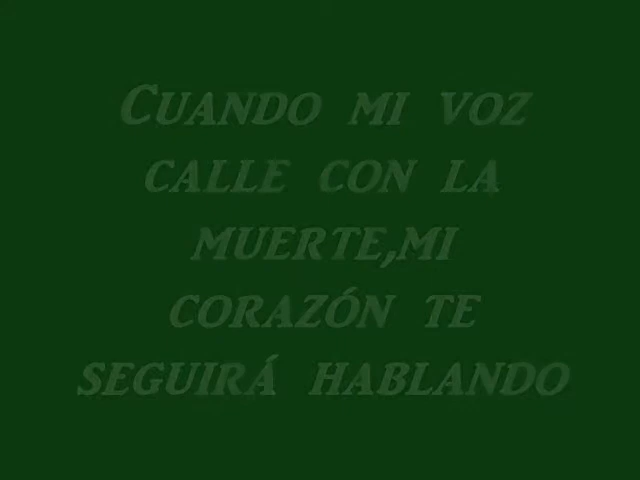 CUANDO MI VOZ
CALLE CON LA
MUERTE,MI
CORAZÓN TE
SEGUIRÁ HABLANDO